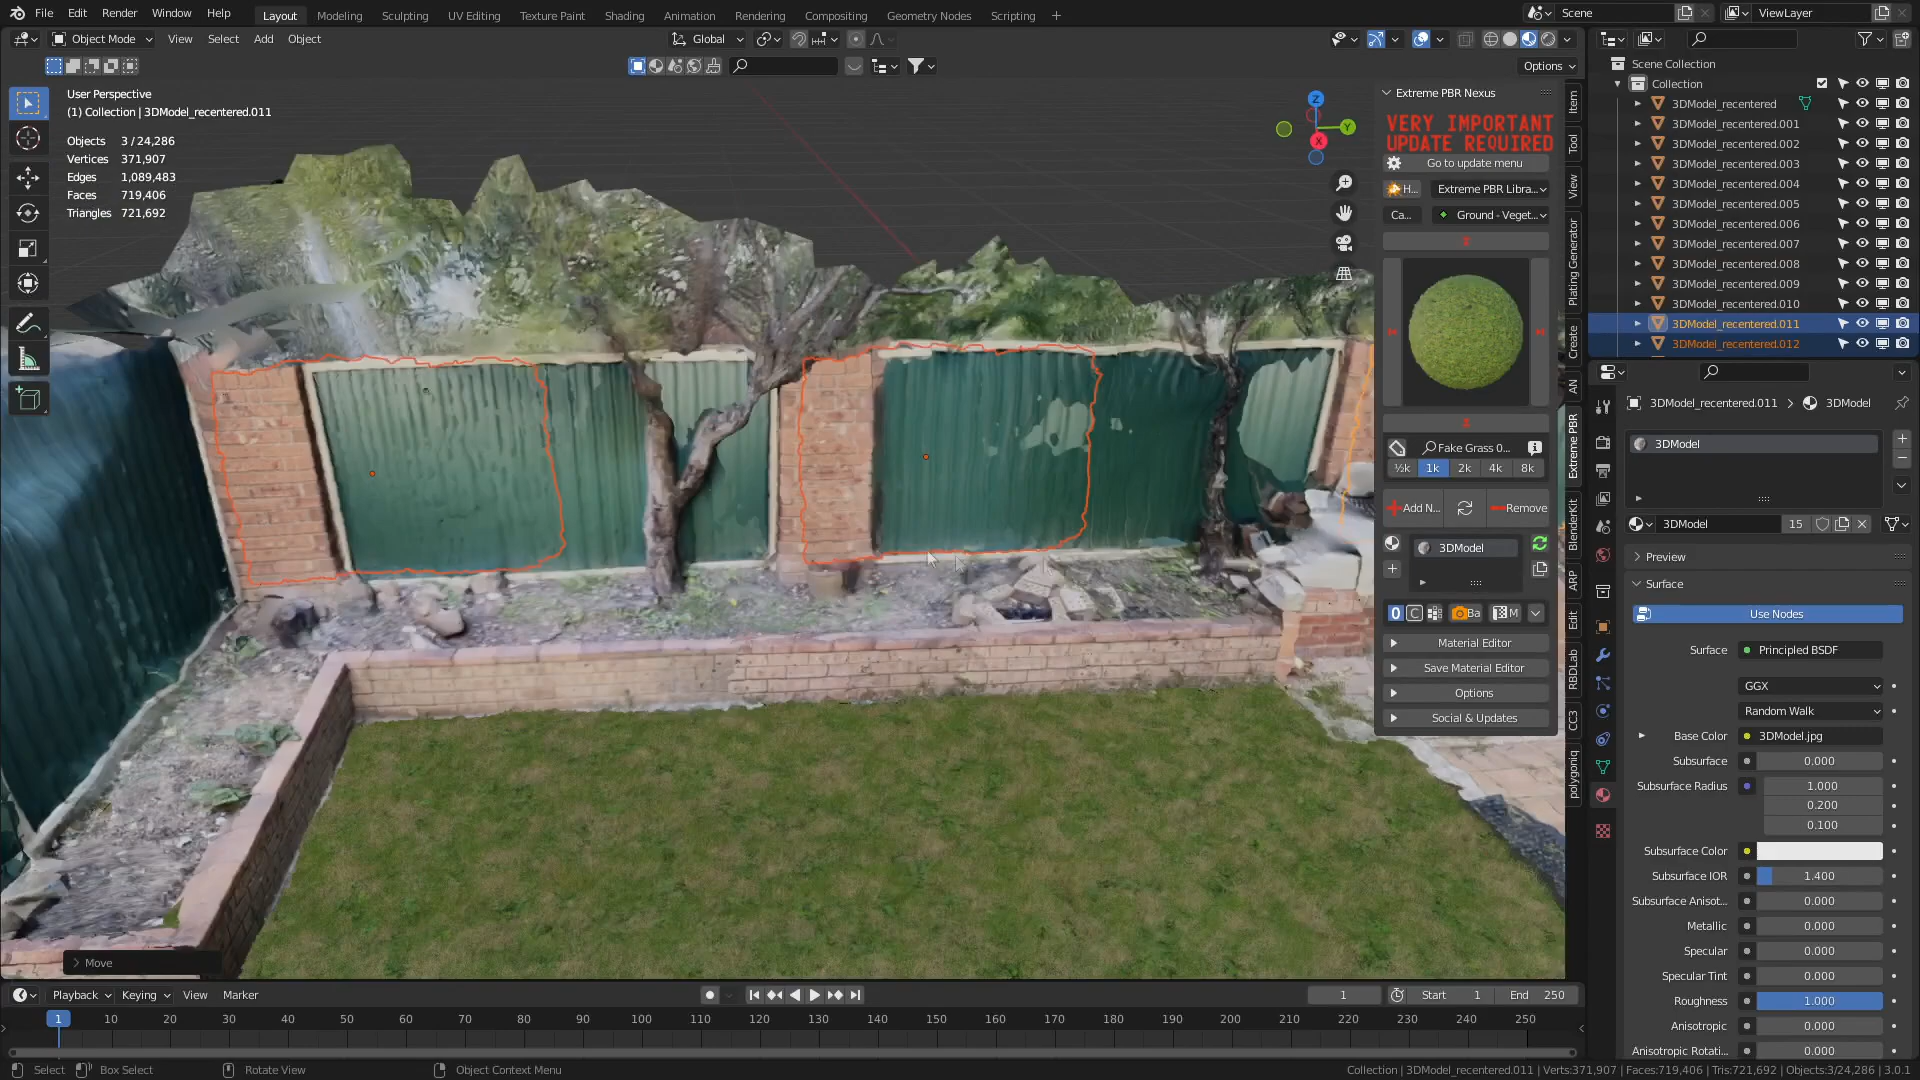 File Edit Render Window Help
Layout Modeling Sculpting UV Editing Texture Paint Shading Animation Rendering Compositing Geometry Nodes Scripting +
Scene
ViewLayer
Object Mode View Select Add Object
Global
Options
User Perspective
(1) Collection | 3DModel_recentered.011
Objects 3 / 24,286
Vertices 371,907
Edges 1,089,483
Faces 719,406
Triangles 721,692
Z
Y
X
Extreme PBR Nexus
VERY IMPORTANT
UPDATE REQUIRED
Go to update menu
H... Extreme PBR Libra...
Ca... Ground - Veget...
Fake Grass 0...
½k 1k 2k 4k 8k
Add N... Remove
3DModel
0 C Ba M
Material Editor
Save Material Editor
Options
Social & Updates
Item
Tool
View
Plating Generator
Create
AN
Extreme PBR
BlenderKit
ARP
Edit
RBDLab
CC3
polygoniq
Scene Collection
Collection
3DModel_recentered
3DModel_recentered.001
3DModel_recentered.002
3DModel_recentered.003
3DModel_recentered.004
3DModel_recentered.005
3DModel_recentered.006
3DModel_recentered.007
3DModel_recentered.008
3DModel_recentered.009
3DModel_recentered.010
3DModel_recentered.011
3DModel_recentered.012
3DModel_recentered.011 3DModel
3DModel
3DModel 15
Preview
Surface
Use Nodes
Surface Principled BSDF
GGX
Random Walk
Base Color 3DModel.jpg
Subsurface 0.000
Subsurface Radius 1.000
0.200
0.100
Subsurface Color
Subsurface IOR 1.400
Subsurface Anisot... 0.000
Metallic 0.000
Specular 0.000
Specular Tint 0.000
Roughness 1.000
Anisotropic 0.000
Anisotropic Rotati... 0.000
Move
Playback Keying View Marker
1 Start 1 End 250
1 10 20 30 40 50 60 70 80 90 100 110 120 130 140 150 160 170 180 190 200 210 220 230 240 250
Select Box Select Rotate View Object Context Menu
Collection | 3DModel_recentered.011 | Verts:371,907 | Faces:719,406 | Tris:721,692 | Objects:3/24,286 | 3.0.1